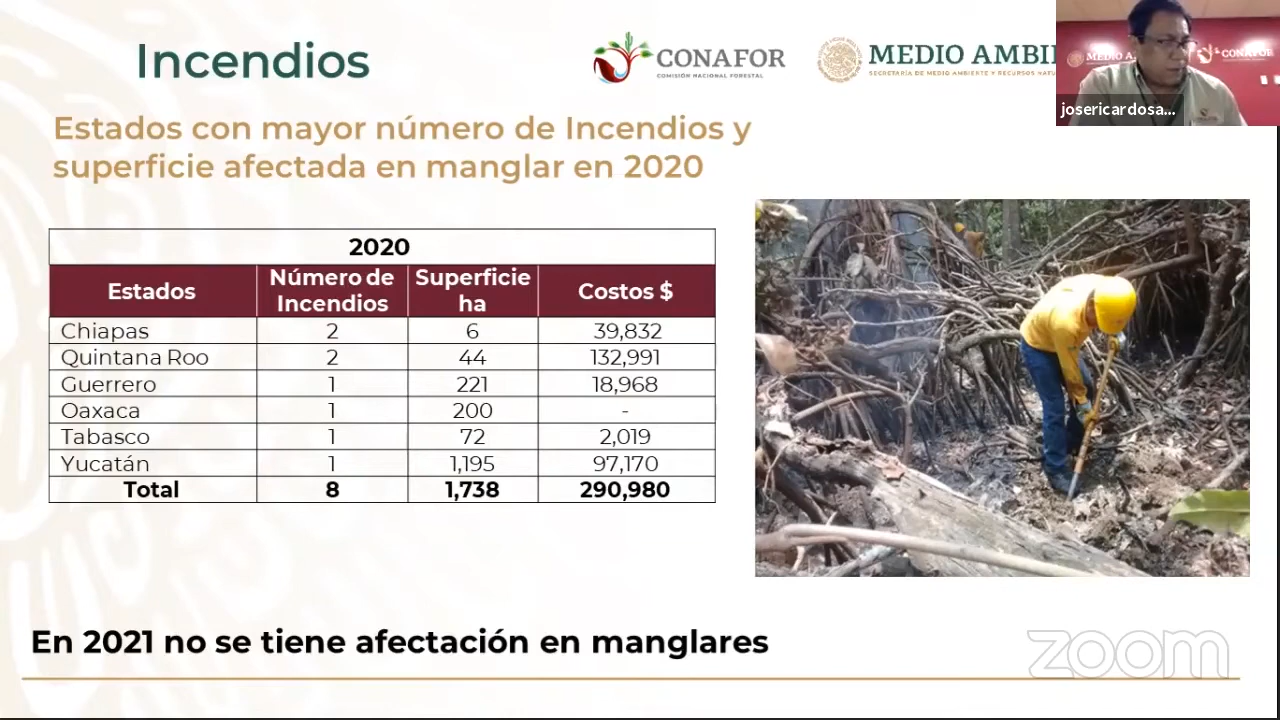 Incendios
CONAFOR
COMISIÓN NACIONAL FORESTAL
MEDIO AMBI
SECRETARÍA DE MEDIO AMBIENTE Y RECURSOS NATU
MEDIO A
CONAFOR
josericardosa...
Estados con mayor número de Incendios y
superficie afectada en manglar en 2020
2020
Estados Número de Incendios Superficie ha Costos $
Chiapas 2 6 39,832
Quintana Roo 2 44 132,991
Guerrero 1 221 18,968
Oaxaca 1 200 -
Tabasco 1 72 2,019
Yucatán 1 1,195 97,170
Total 8 1,738 290,980
En 2021 no se tiene afectación en manglares
zoom